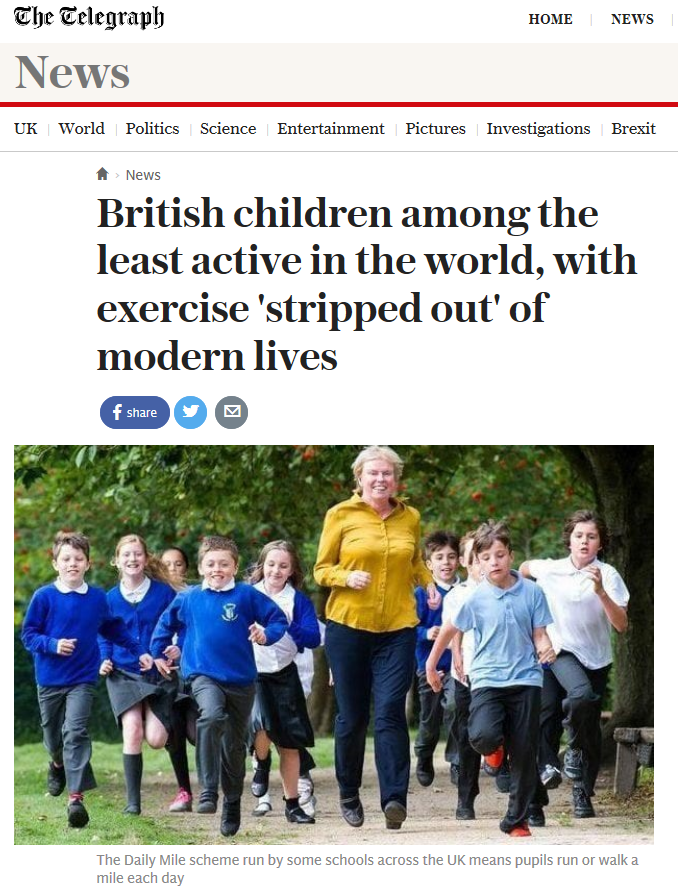 The Telegraph
HOME NEWS
News
UK World Politics Science Entertainment Pictures Investigations Brexit
News
British children among the
least active in the world, with
exercise 'stripped out' of
modern lives
f share
The Daily Mile scheme run by some schools across the UK means pupils run or walk a
mile each day